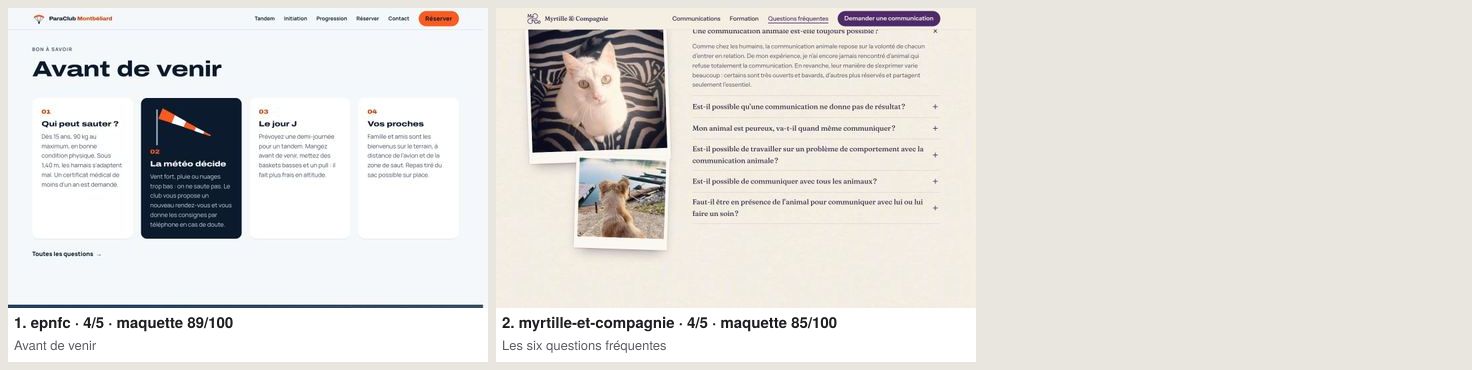 ParaClub Montbéliard
Tandem Initiation Progression Réserver Contact Réserver
BON À SAVOIR
Avant de venir
01
Qui peut sauter ?
Dès 15 ans, 90 kg au
maximum, en bonne
condition physique. Sous
1,40 m, les harnais s'adaptent
mal. Un certificat médical de
moins d'un an est demandé.
02
La météo décide
Vent fort, pluie ou nuages
trop bas : on ne saute pas. Le
club vous propose un
nouveau rendez-vous et vous
donne les consignes par
téléphone en cas de doute.
03
Le jour J
Prévoyez une demi-journée
pour un tandem. Mangez
avant de venir, mettez des
baskets basses et un pull : il
fait plus frais en altitude.
04
Vos proches
Famille et amis sont les
bienvenus sur le terrain, à
distance de l'avion et de la
zone de saut. Repas tiré du
sac possible sur place.
Toutes les questions →
1. epnfc · 4/5 · maquette 89/100
Avant de venir
Myrtille & Compagnie
Communications Formation Questions fréquentes Demander une communication
Une communication animale est-elle toujours possible ? ×
Comme chez les humains, la communication animale repose sur la volonté de chacun
d'entrer en relation. De mon expérience, je n'ai encore jamais rencontré d'animal qui
refuse totalement la communication. En revanche, leur manière de s'exprimer varie
beaucoup : certains sont très ouverts et bavards, d'autres plus réservés et partagent
seulement l'essentiel.
Est-il possible qu'une communication ne donne pas de résultat ? +
Mon animal est peureux, va-t-il quand même communiquer ? +
Est-il possible de travailler sur un problème de comportement avec la
communication animale ? +
Est-il possible de communiquer avec tous les animaux ? +
Faut-il être en présence de l'animal pour communiquer avec lui ou lui
faire un soin ? +
2. myrtille-et-compagnie · 4/5 · maquette 85/100
Les six questions fréquentes